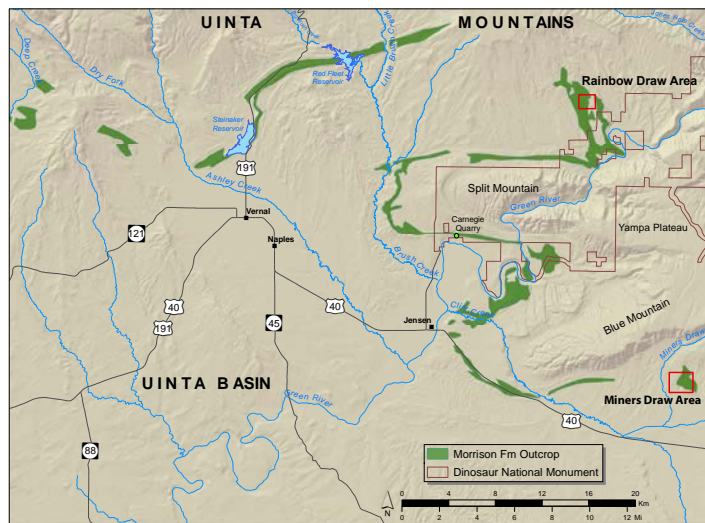 UINTA
MOUNTAINS
Deep Creek
Dry Fork
Red Fleet
Reservoir
Little Brush Creek
Jones Hole Creek
Rainbow Draw Area
Steinaker
Reservoir
191
Ashley Creek
Split Mountain
Green River
Vernal
Carnegie
Quarry
Yampa Plateau
121
Naples
Brush Creek
40
191
45
40
Jensen
Cliff Creek
Blue Mountain
Miners Draw
UINTA BASIN
Green River
Miners Draw Area
40
88
Morrison Fm Outcrop
Dinosaur National Monument
N
0 4 8 12 16 20
Km
0 2 4 6 8 10 12 Mi